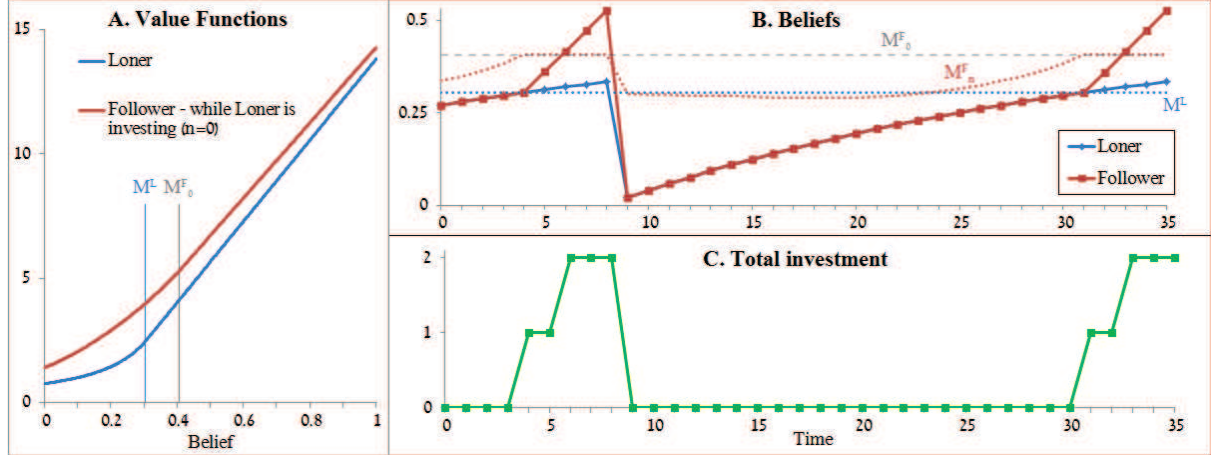 A. Value Functions
15
10
5
0
Loner
Follower - while Loner is
investing (n=0)
M^L
M^F_0
0
0.2
0.4
0.6
0.8
1
Belief
B. Beliefs
0.5
0.25
0
M^F_0
M^F_n
M^L
Loner
Follower
0
5
10
15
20
25
30
35
C. Total investment
2
1
0
0
5
10
15
20
25
30
35
Time